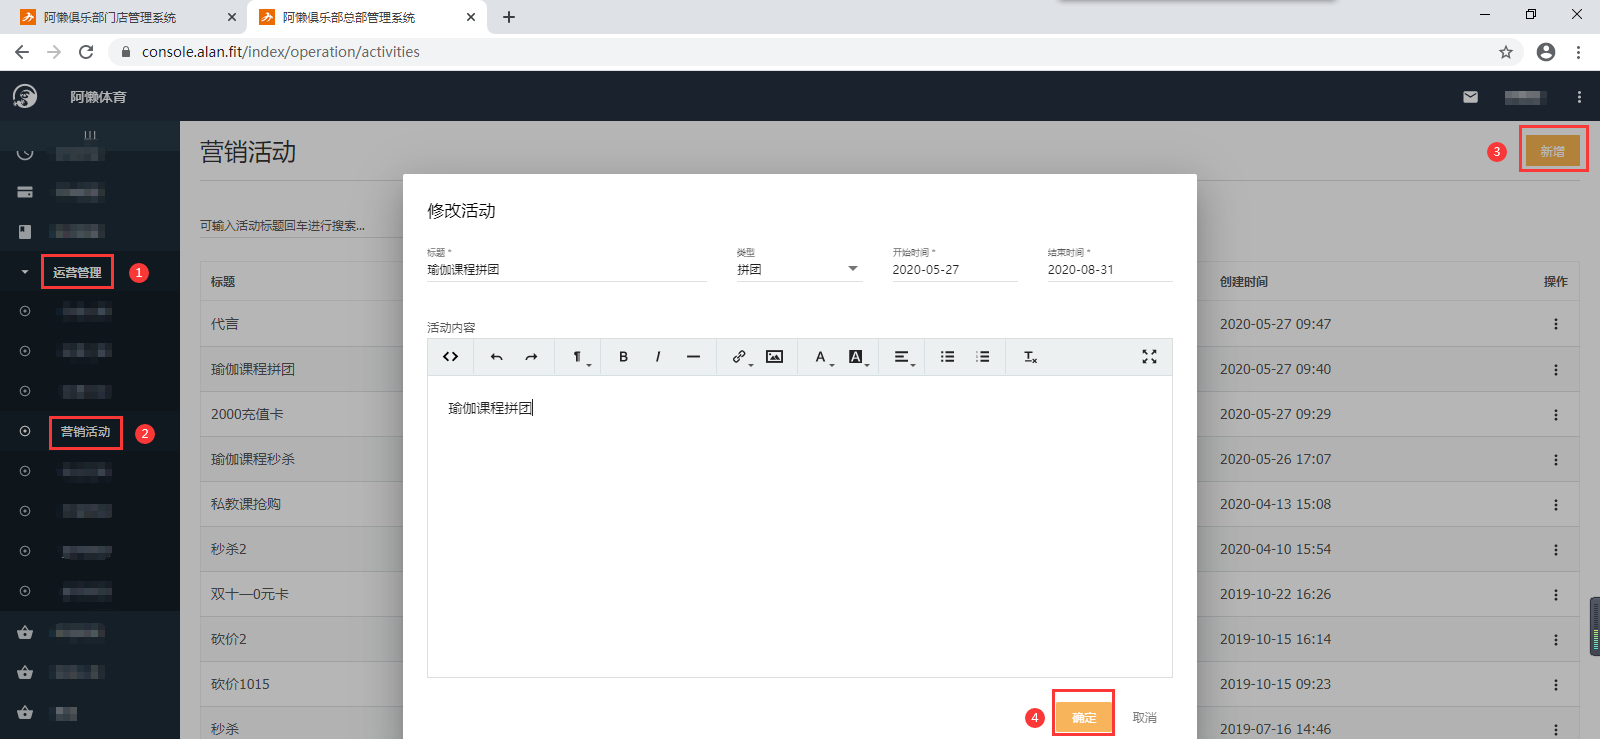 阿懒俱乐部门店管理系统
阿懒俱乐部总部管理系统
console.alan.fit/index/operation/activities
阿懒体育
营销活动
3
新增
可输入活动标题回车进行搜索...
运营管理
1
营销活动
2
标题
创建时间
操作
代言
2020-05-27 09:47
瑜伽课程拼团
2020-05-27 09:40
2000充值卡
2020-05-27 09:29
瑜伽课程秒杀
2020-05-26 17:07
私教课抢购
2020-04-13 15:08
秒杀2
2020-04-10 15:54
双十一0元卡
2019-10-22 16:26
砍价2
2019-10-15 16:14
砍价1015
2019-10-15 09:23
秒杀
2019-07-16 14:46
修改活动
标题 *
瑜伽课程拼团
类型
拼团
开始时间 *
2020-05-27
结束时间 *
2020-08-31
活动内容
瑜伽课程拼团
4
确定
取消